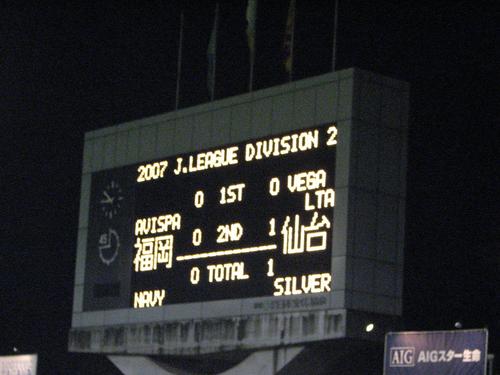 2007 J.LEAGUE DIVISION 2
0 1ST 0 VEGA
LTA
AVISPA
福岡 0 2ND 1 仙台
0 TOTAL 1
NAVY SILVER
45
AIG AIGスター生命